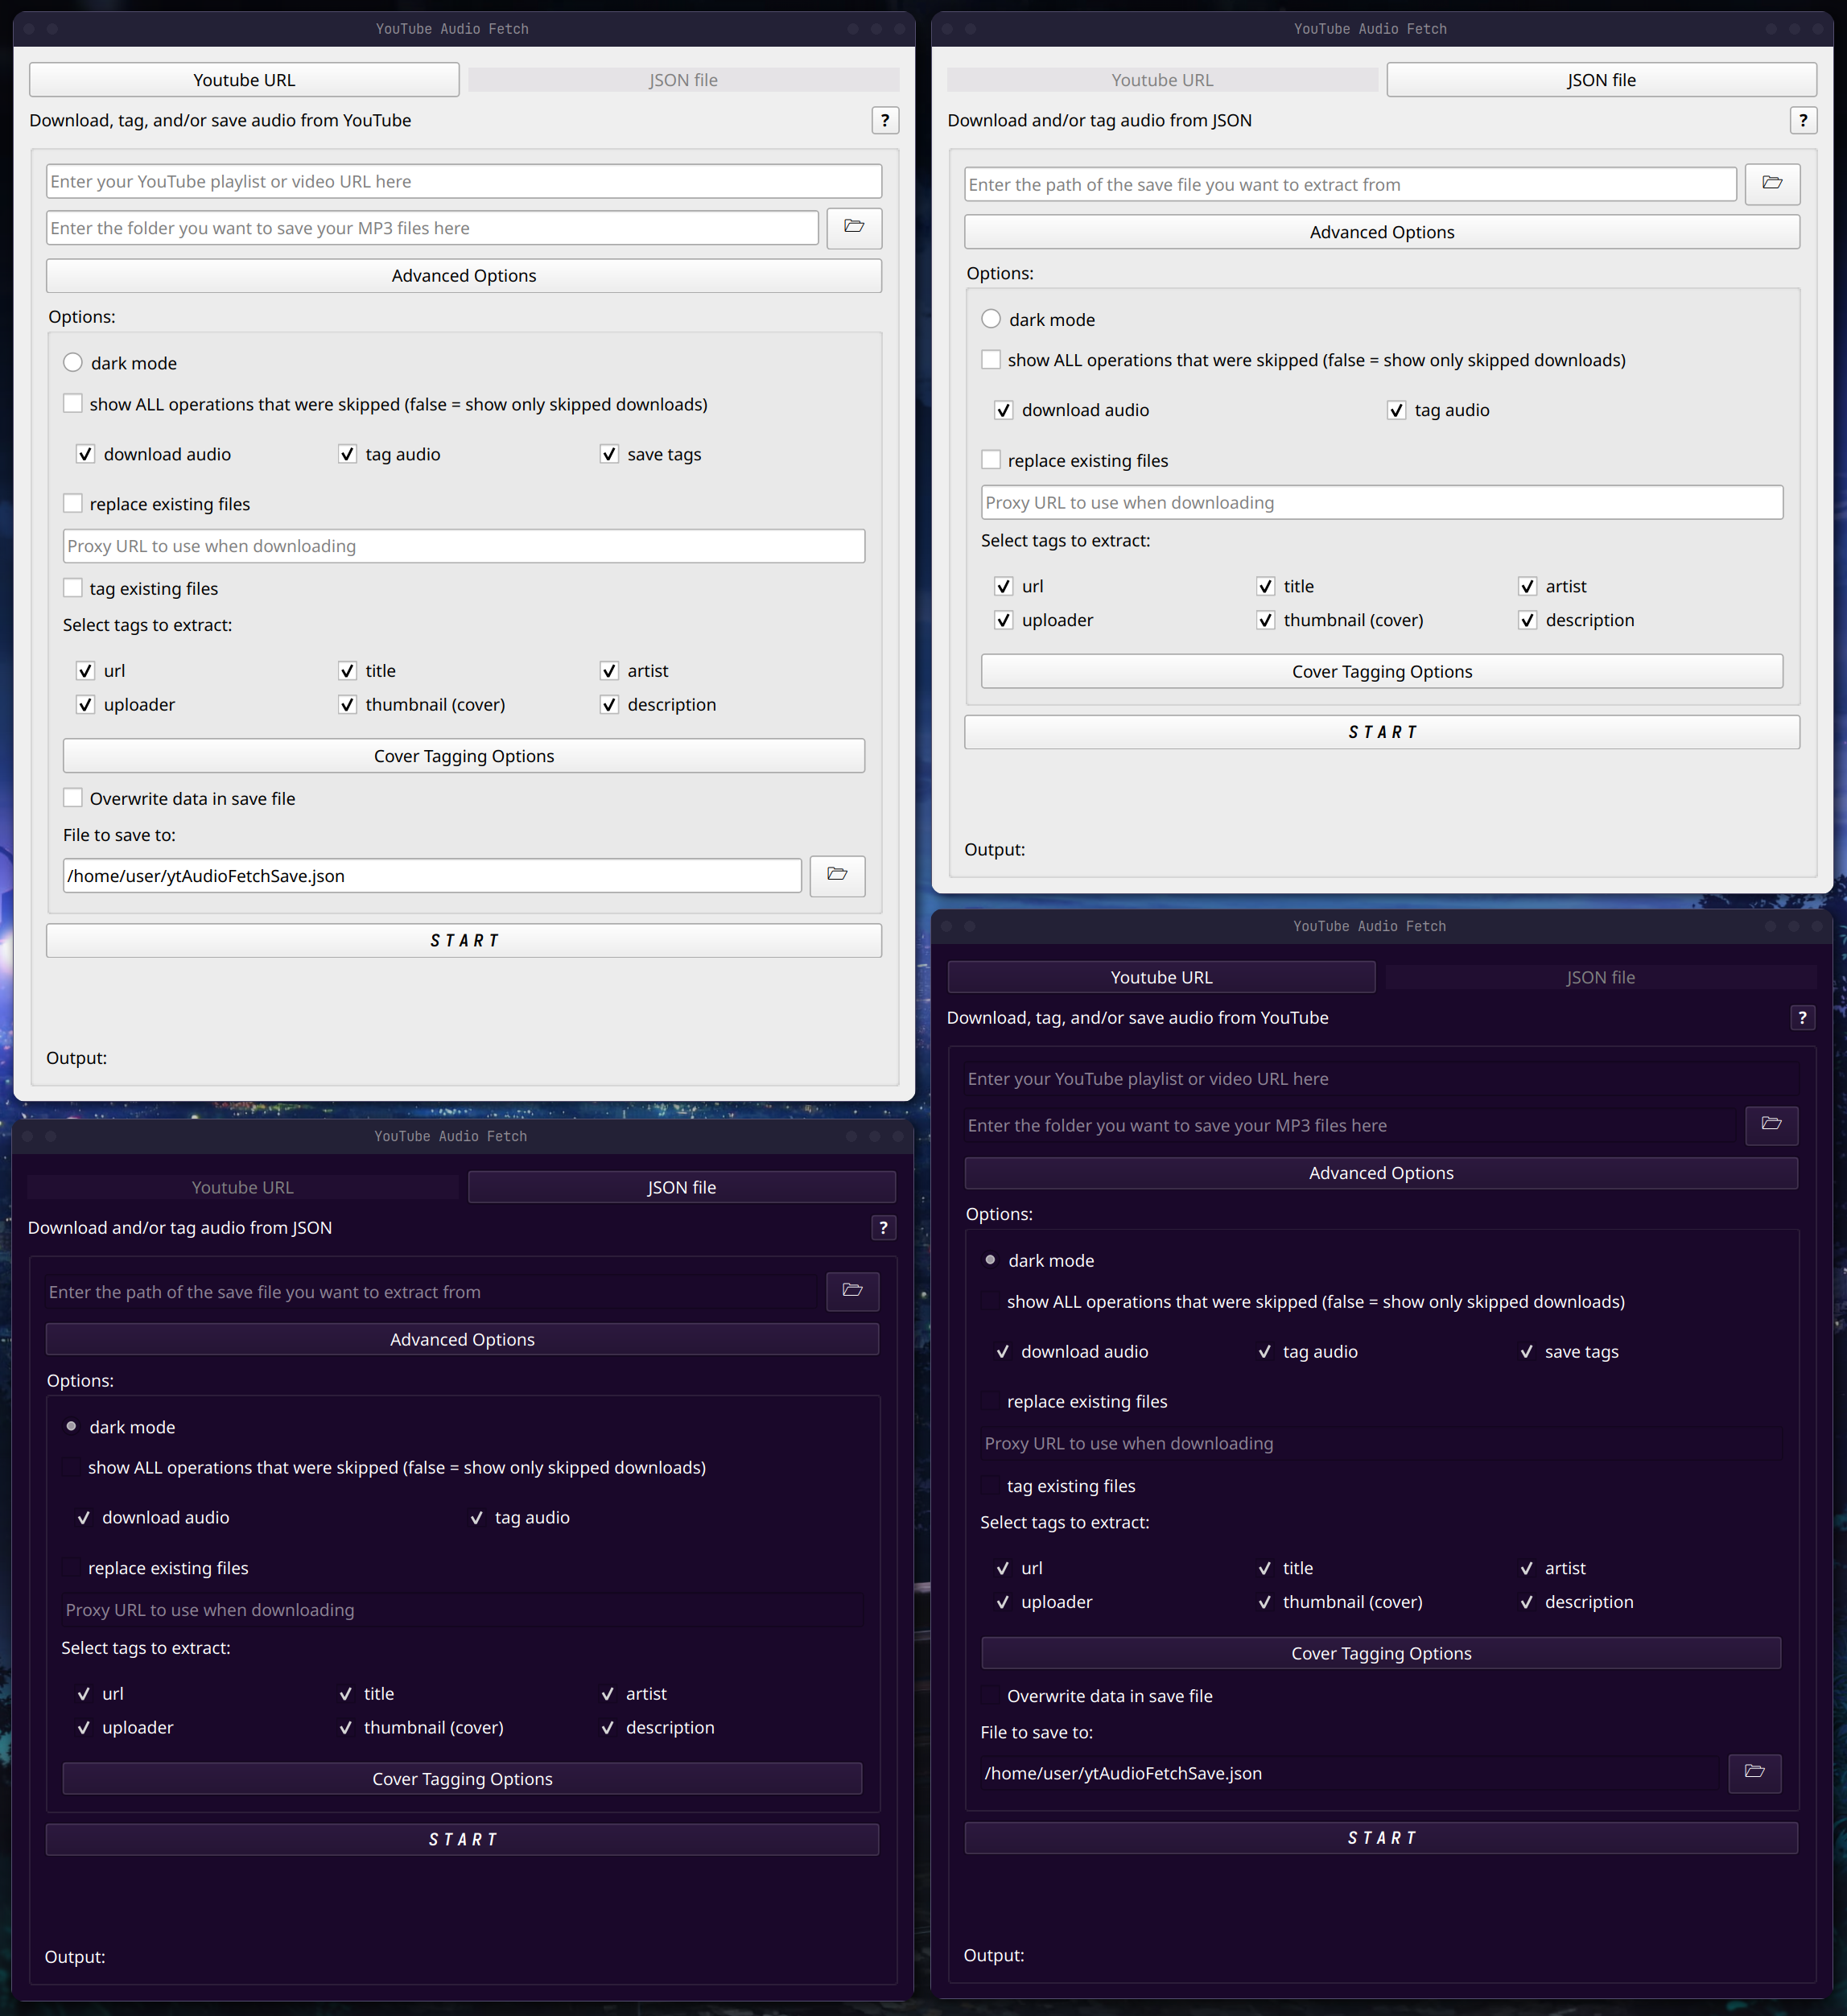 YouTube Audio Fetch
Youtube URL
JSON file
Download, tag, and/or save audio from YouTube
?
Enter your YouTube playlist or video URL here
Enter the folder you want to save your MP3 files here
Advanced Options
Options:
dark mode
show ALL operations that were skipped (false = show only skipped downloads)
download audio tag audio save tags
replace existing files
Proxy URL to use when downloading
tag existing files
Select tags to extract:
url title artist
uploader thumbnail (cover) description
Cover Tagging Options
Overwrite data in save file
File to save to:
/home/user/ytAudioFetchSave.json
START
Output:
YouTube Audio Fetch
Youtube URL
JSON file
Download and/or tag audio from JSON
?
Enter the path of the save file you want to extract from
Advanced Options
Options:
dark mode
show ALL operations that were skipped (false = show only skipped downloads)
download audio tag audio
replace existing files
Proxy URL to use when downloading
Select tags to extract:
url title artist
uploader thumbnail (cover) description
Cover Tagging Options
START
Output:
YouTube Audio Fetch
Youtube URL
JSON file
Download and/or tag audio from JSON
?
Enter the path of the save file you want to extract from
Advanced Options
Options:
dark mode
show ALL operations that were skipped (false = show only skipped downloads)
download audio tag audio
replace existing files
Proxy URL to use when downloading
Select tags to extract:
url title artist
uploader thumbnail (cover) description
Cover Tagging Options
START
Output:
YouTube Audio Fetch
Youtube URL
JSON file
Download, tag, and/or save audio from YouTube
?
Enter your YouTube playlist or video URL here
Enter the folder you want to save your MP3 files here
Advanced Options
Options:
dark mode
show ALL operations that were skipped (false = show only skipped downloads)
download audio tag audio save tags
replace existing files
Proxy URL to use when downloading
tag existing files
Select tags to extract:
url title artist
uploader thumbnail (cover) description
Cover Tagging Options
Overwrite data in save file
File to save to:
/home/user/ytAudioFetchSave.json
START
Output: